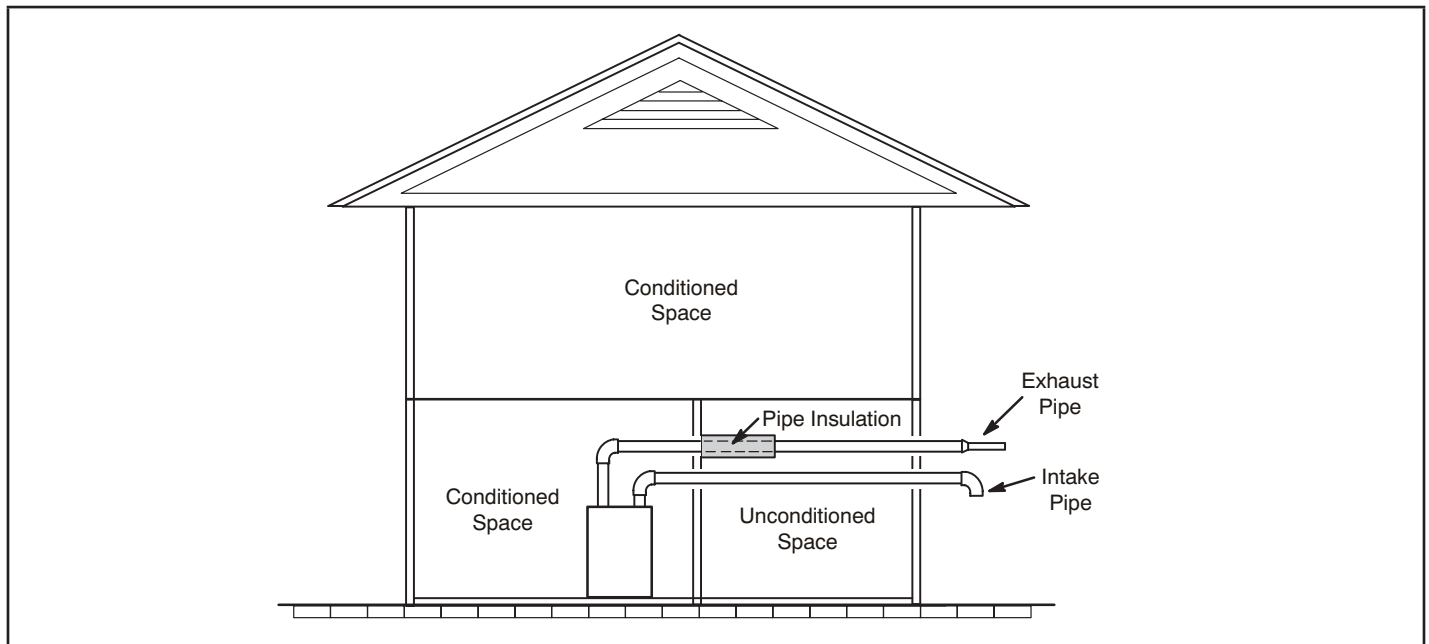 Conditioned
Space
Exhaust
Pipe
Pipe Insulation
Intake
Pipe
Conditioned
Space
Unconditioned
Space